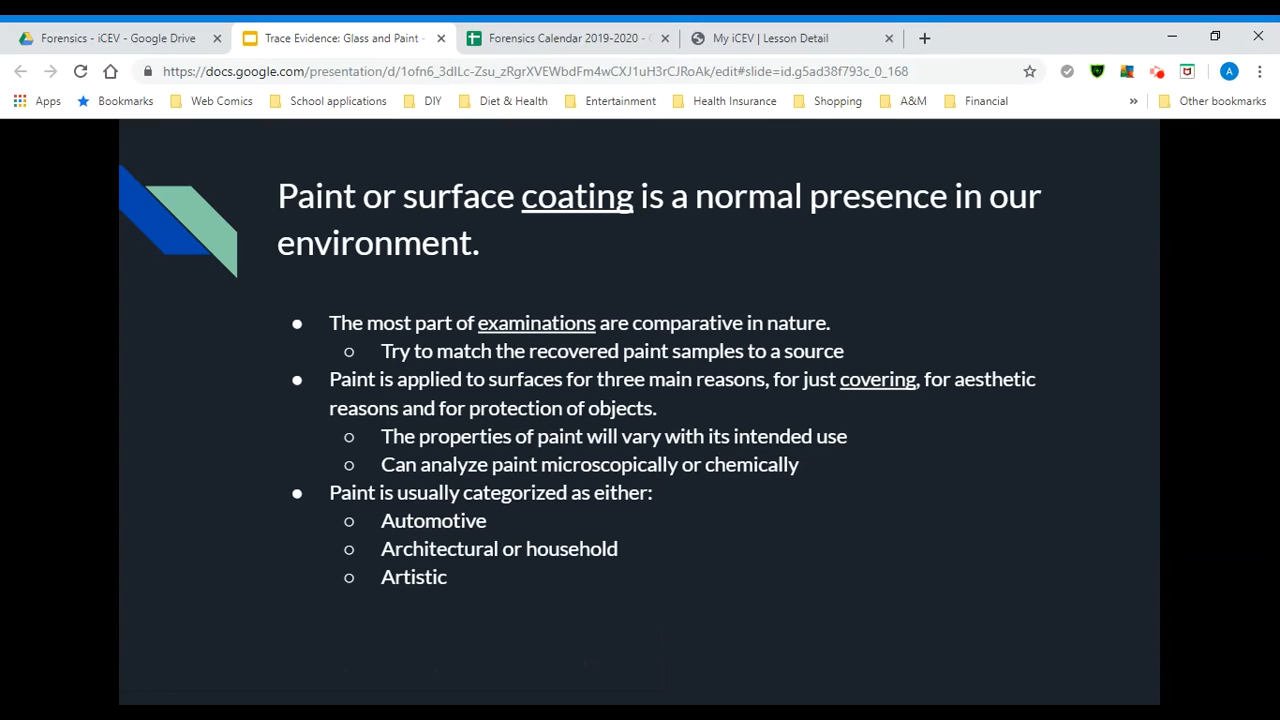 Forensics - iCEV - Google Drive
Trace Evidence: Glass and Paint -
Forensics Calendar 2019-2020 -
My iCEV | Lesson Detail
https://docs.google.com/presentation/d/1ofn6_3dlLc-Zsu_zRgrXVEWbdFm4wCXJ1uH3rCJRoAk/edit#slide=id.g5ad38f793c_0_168
A
Apps
Bookmarks
Web Comics
School applications
DIY
Diet & Health
Entertainment
Health Insurance
Shopping
A&M
Financial
»
Other bookmarks
Paint or surface coating is a normal presence in our
environment.
● The most part of examinations are comparative in nature.
○ Try to match the recovered paint samples to a source
● Paint is applied to surfaces for three main reasons, for just covering, for aesthetic
reasons and for protection of objects.
○ The properties of paint will vary with its intended use
○ Can analyze paint microscopically or chemically
● Paint is usually categorized as either:
○ Automotive
○ Architectural or household
○ Artistic